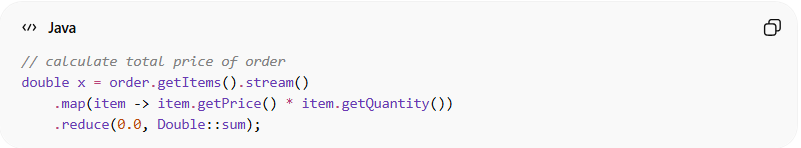 </> Java
// calculate total price of order
double x = order.getItems().stream()
    .map(item -> item.getPrice() * item.getQuantity())
    .reduce(0.0, Double::sum);